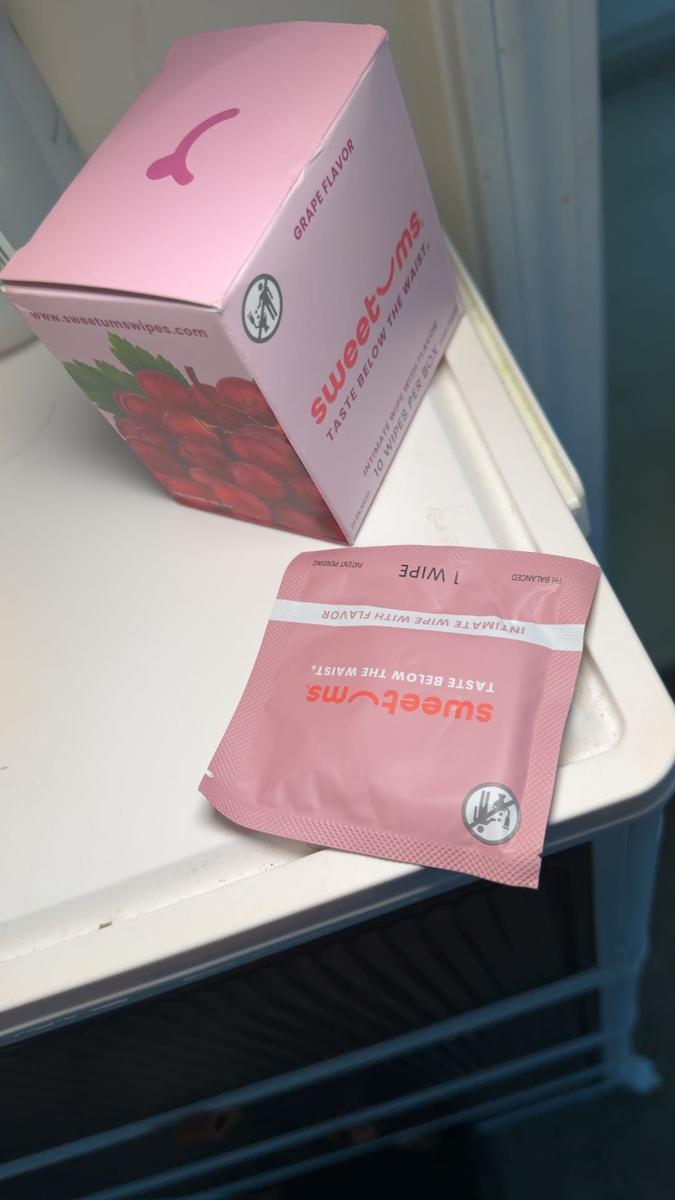 GRAPE FLAVOR
sweetums
TASTE BELOW THE WAIST.
INTIMATE WIPE WITH FLAVOR
10 WIPES PER BOX
www.sweetumswipes.com
1 WIPE
PH BALANCED
PATENT PENDING
INTIMATE WIPE WITH FLAVOR
TASTE BELOW THE WAIST.®
sweetums